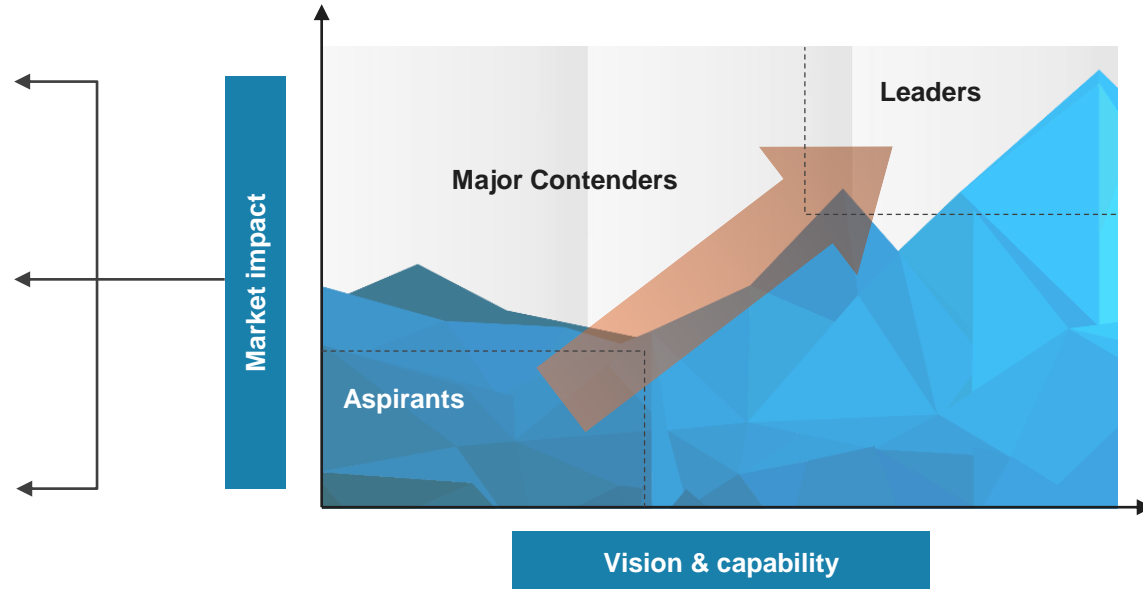 Leaders
Major Contenders
Market impact
Aspirants
Vision & capability